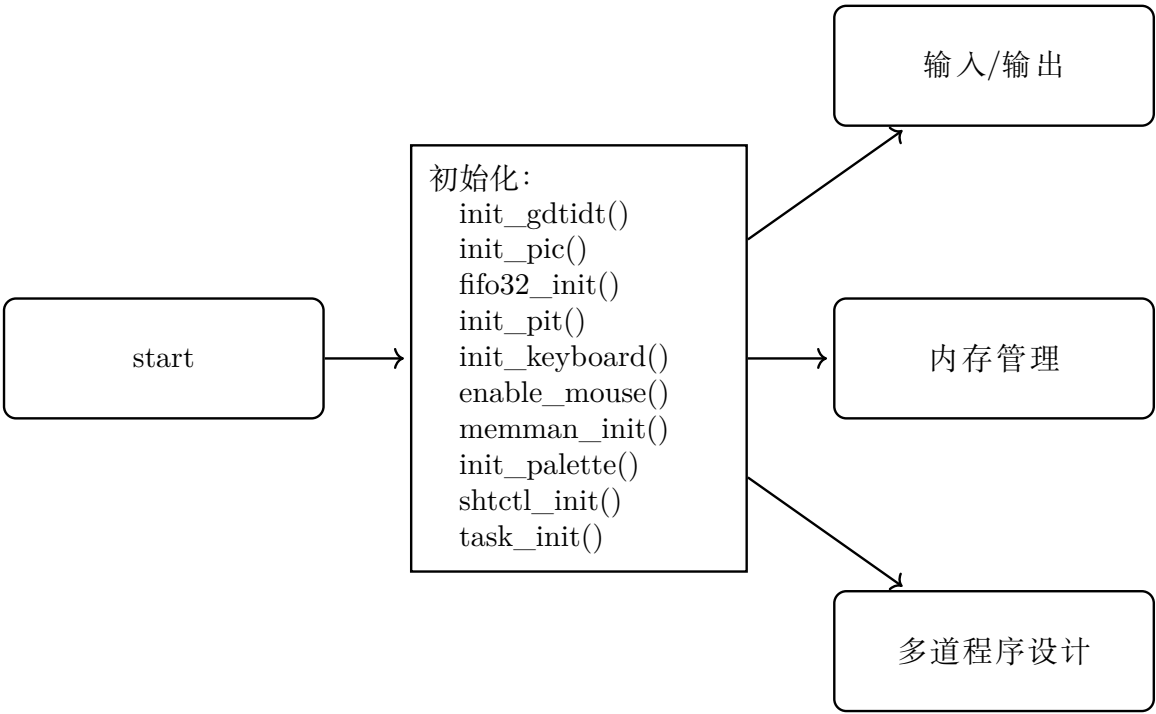 输入/输出
初始化:
init_gdtidt()
init_pic()
fifo32_init()
init_pit()
init_keyboard()
enable_mouse()
memman_init()
init_palette()
shtctl_init()
task_init()
start
内存管理
多道程序设计